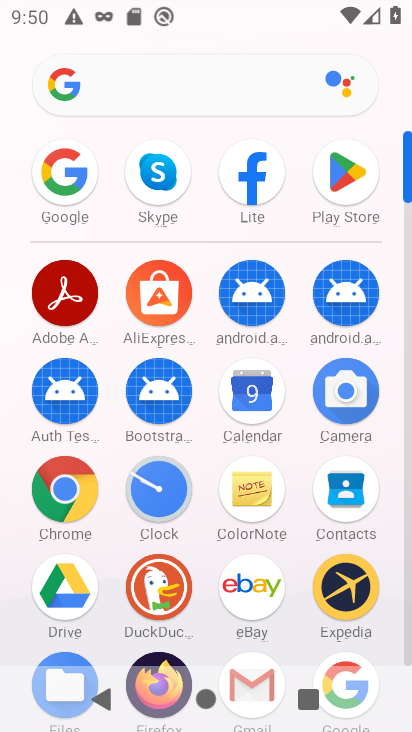 9:50
G
Google Skype Lite Play Store
Adobe A... AliExpres... android.a... android.a...
9
Auth Tes... Bootstra... Calendar Camera
NOTE
Chrome Clock ColorNote Contacts
ebay
Drive DuckDuc... eBay Expedia
Files Firefox Gmail Google